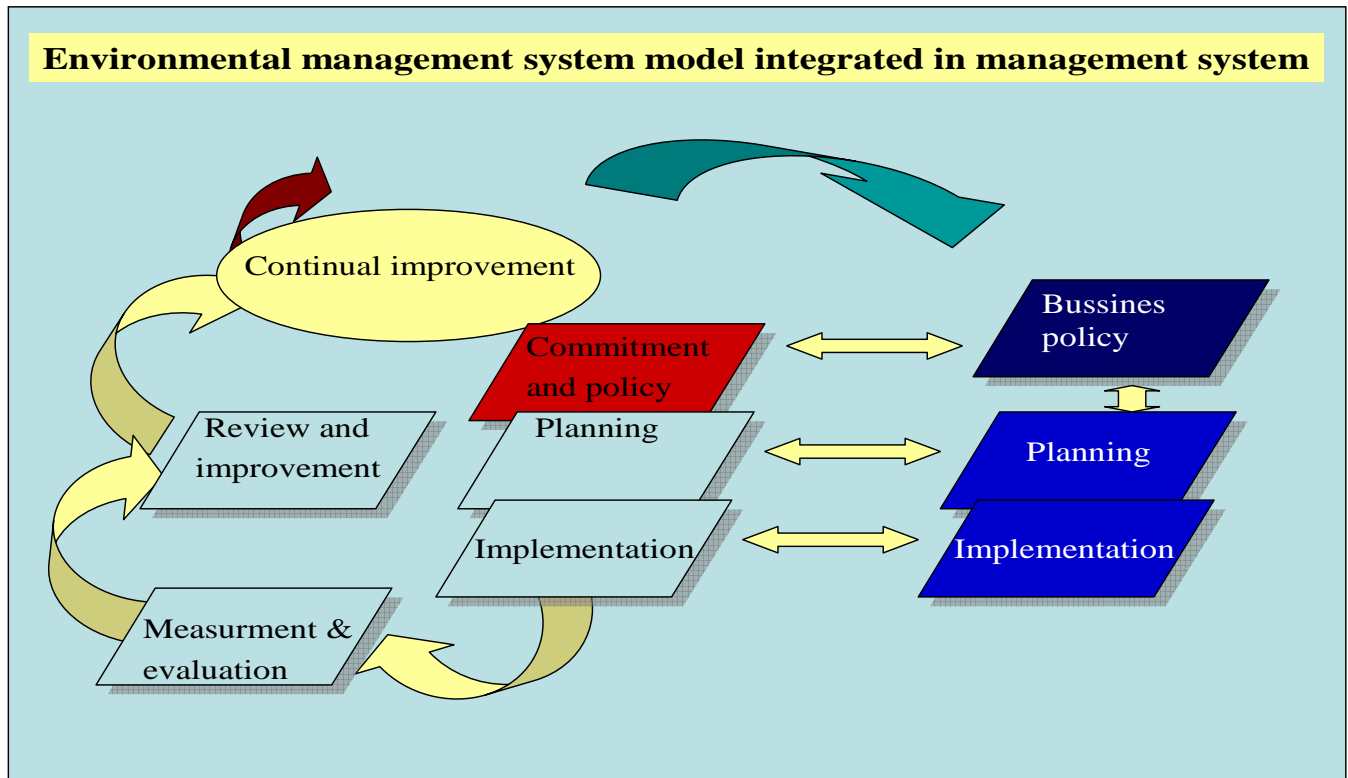 Environmental management system model integrated in management system
Continual improvement
Commitment
and policy
Planning
Implementation
Review and
improvement
Measurment &
evaluation
Bussines
policy
Planning
Implementation